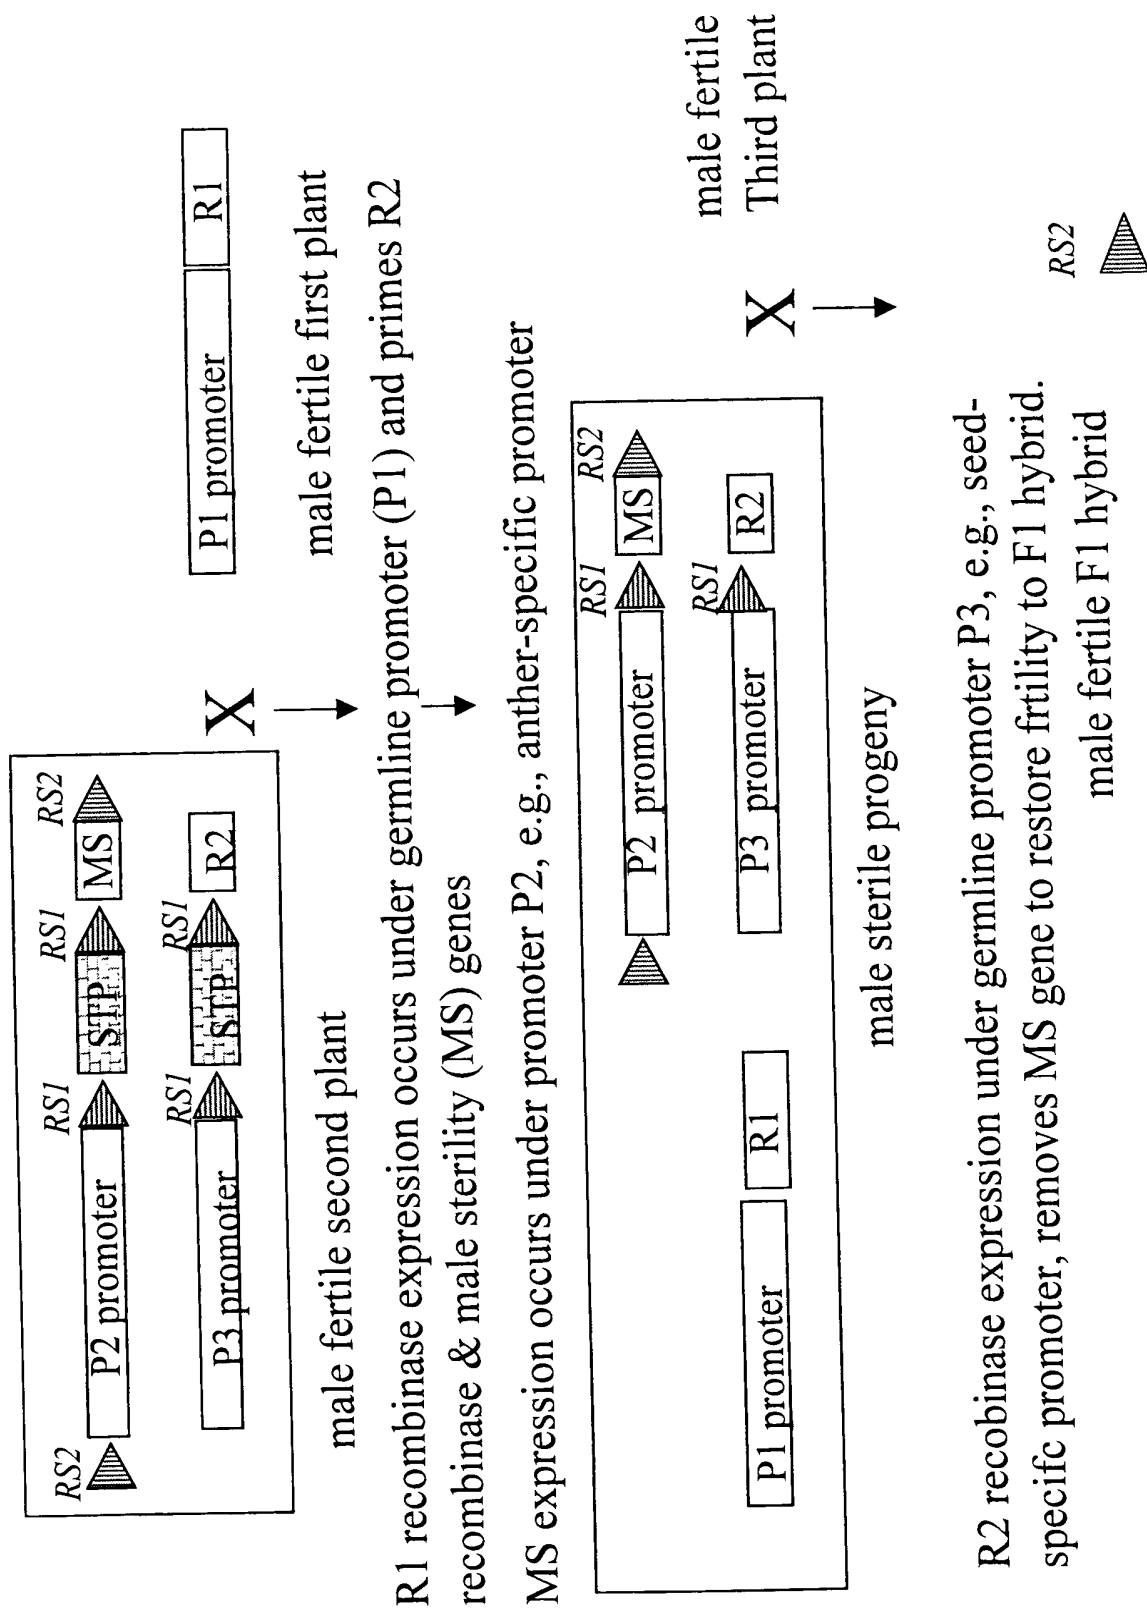 RS2
RS1
RS1
RS2
P2 promoter
STP
MS
RS1
RS1
P3 promoter
STP
R2
X
P1 promoter
R1
male fertile second plant
male fertile first plant
R1 recombinase expression occurs under germline promoter (P1) and primes R2
recombinase & male sterility (MS) genes
MS expression occurs under promoter P2, e.g., anther-specific promoter
RS1
RS2
P2 promoter
MS
RS1
P1 promoter
R1
P3 promoter
R2
X
male fertile
Third plant
male sterile progeny
R2 recobinase expression under germline promoter P3, e.g., seed-
specifc promoter, removes MS gene to restore frtility to F1 hybrid.
male fertile F1 hybrid
RS2